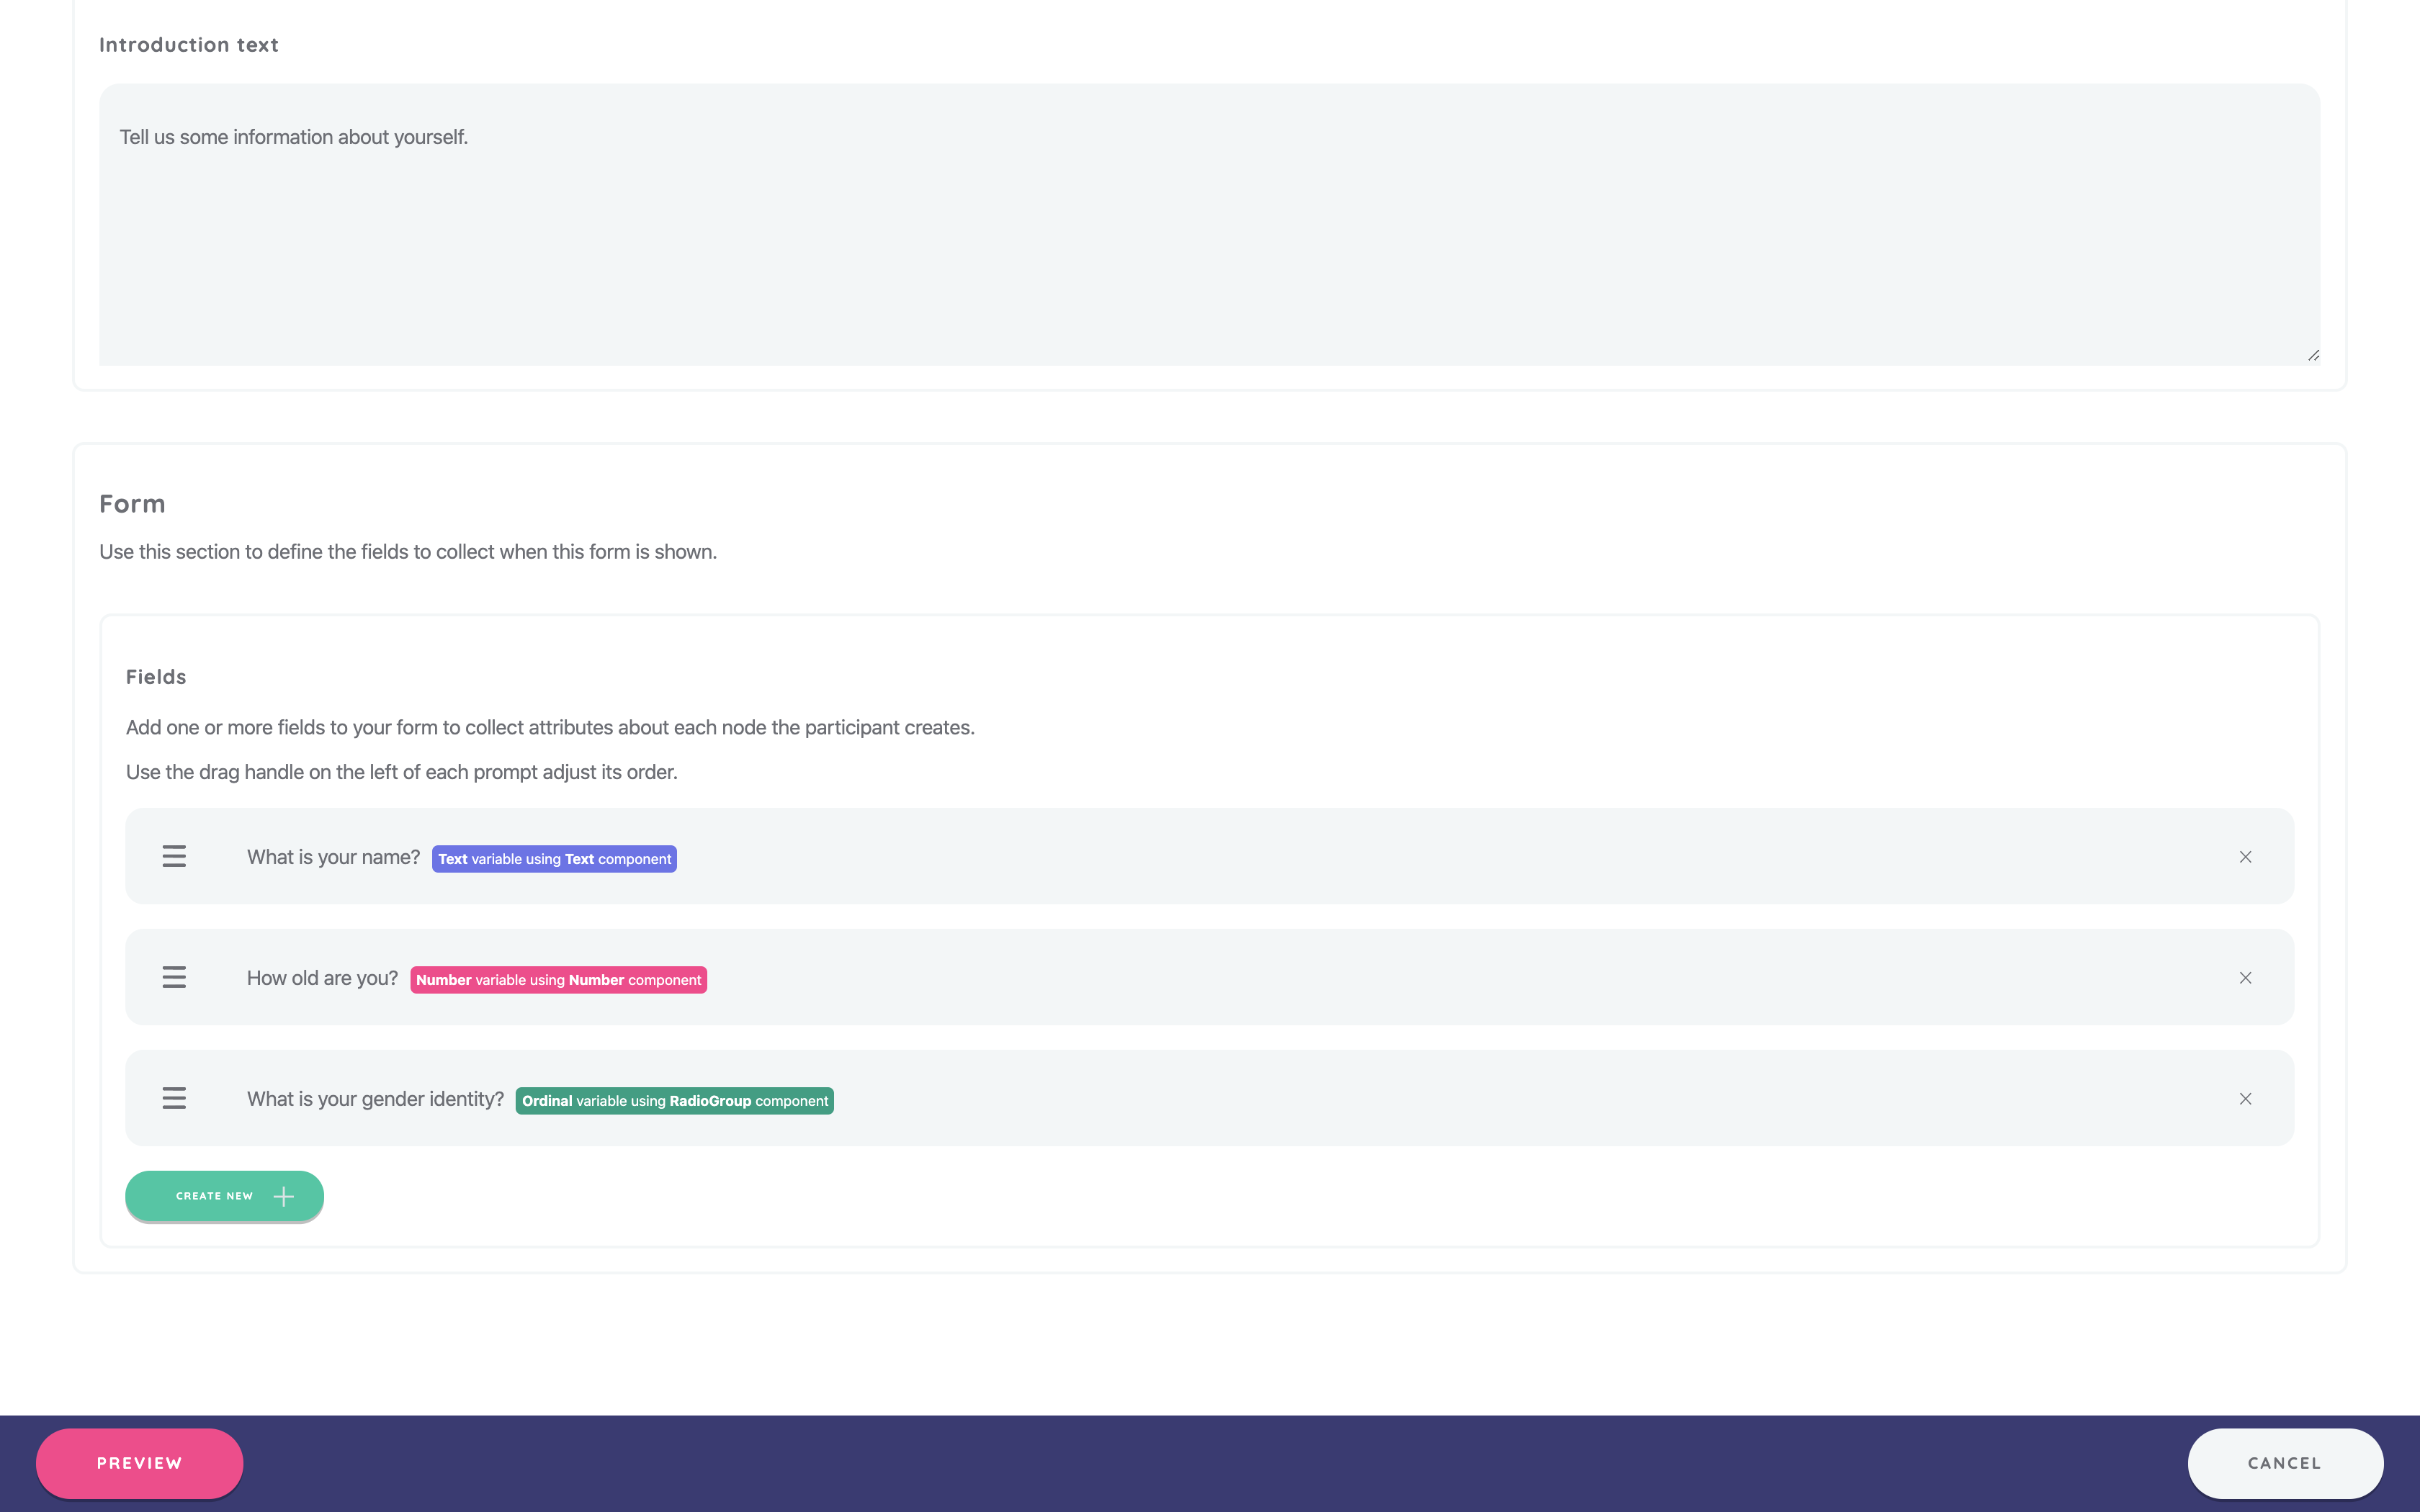 Introduction text
Tell us some information about yourself.
Form
Use this section to define the fields to collect when this form is shown.
Fields
Add one or more fields to your form to collect attributes about each node the participant creates.
Use the drag handle on the left of each prompt adjust its order.
What is your name? Text variable using Text component
How old are you? Number variable using Number component
What is your gender identity? Ordinal variable using RadioGroup component
CREATE NEW
PREVIEW
CANCEL